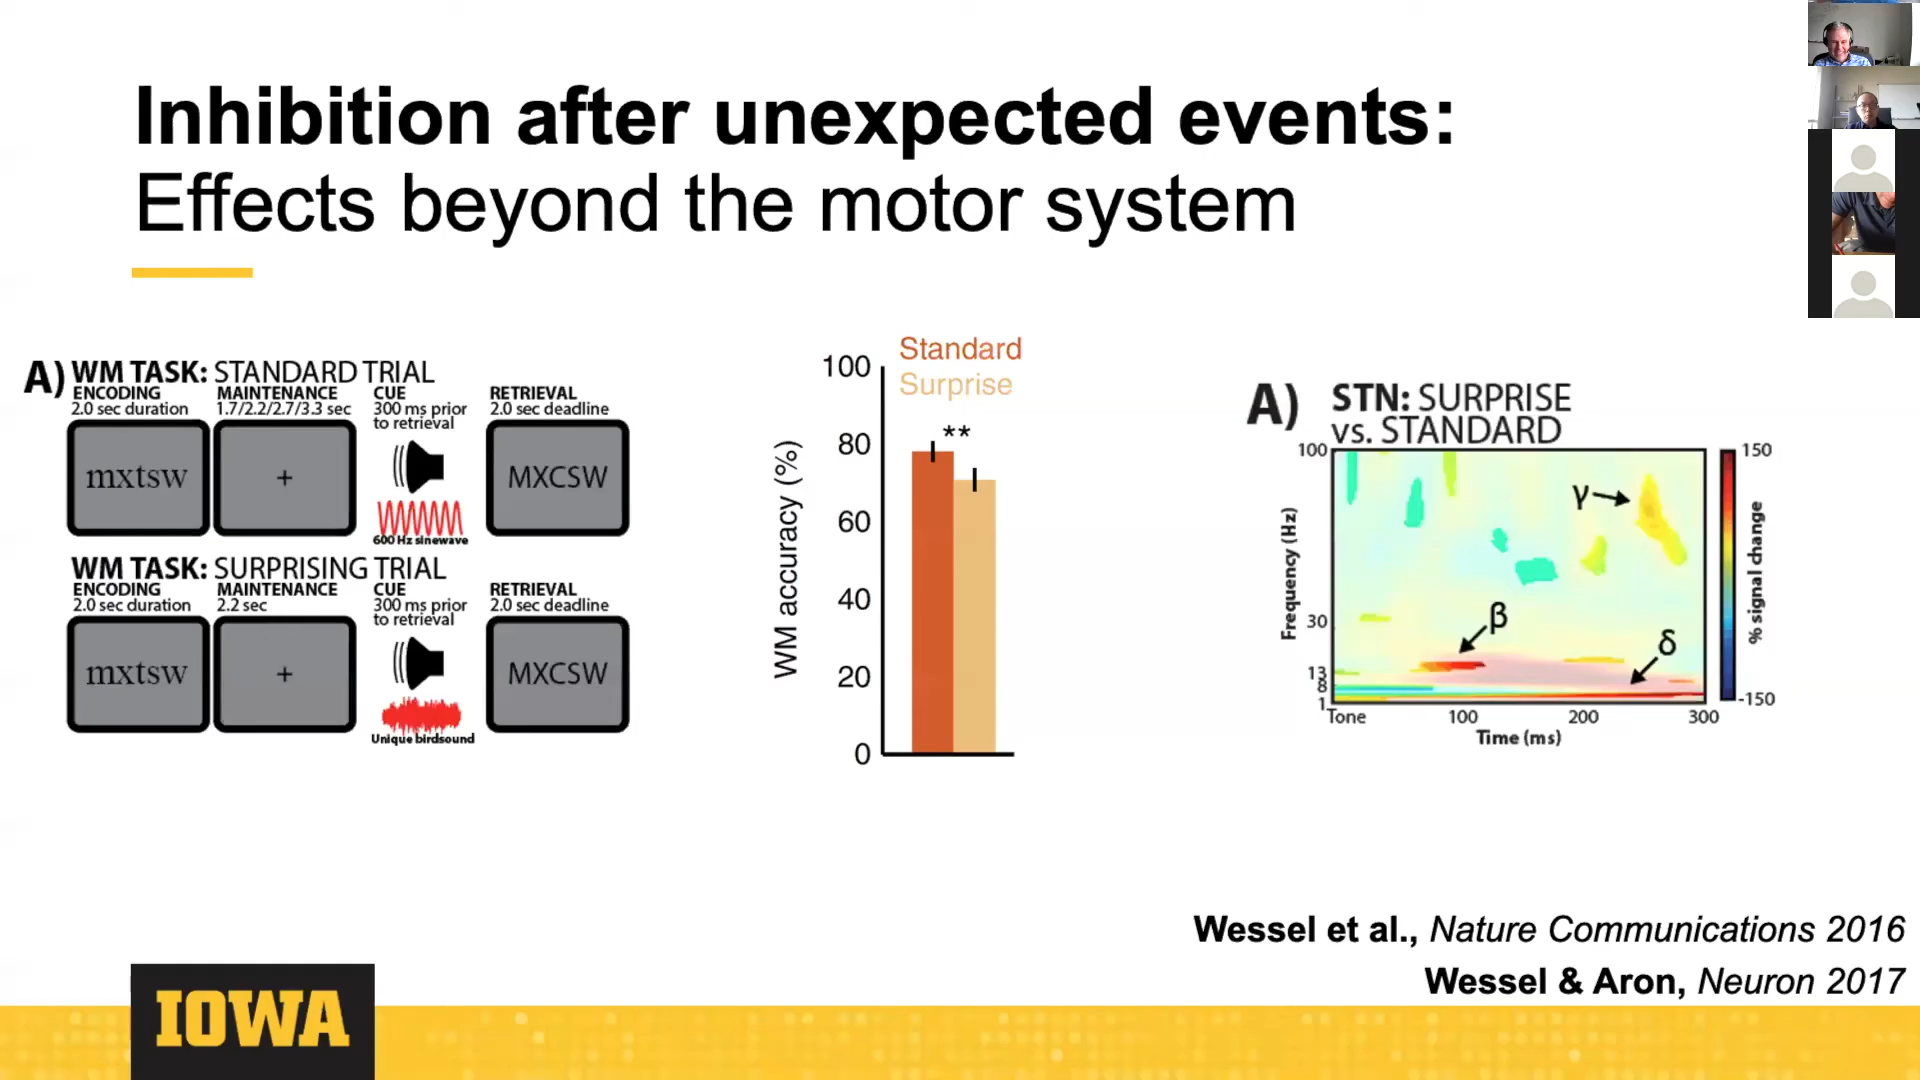 Inhibition after unexpected events:
Effects beyond the motor system
A) WM TASK: STANDARD TRIAL
ENCODING
2.0 sec duration
MAINTENANCE
1.7/2.2/2.7/3.3 sec
CUE
300 ms prior
to retrieval
RETRIEVAL
2.0 sec deadline
mxtsw
+
600 Hz sinewave
MXCSW
WM TASK: SURPRISING TRIAL
ENCODING
2.0 sec duration
MAINTENANCE
2.2 sec
CUE
300 ms prior
to retrieval
RETRIEVAL
2.0 sec deadline
mxtsw
+
Unique birdsound
MXCSW
Standard
Surprise
**
WM accuracy (%)
100
80
60
40
20
0
A) STN: SURPRISE
vs. STANDARD
Frequency (Hz)
100
30
13
8
1
γ
β
δ
Tone
100
200
300
Time (ms)
150
-150
% signal change
Wessel et al., Nature Communications 2016
Wessel & Aron, Neuron 2017
IOWA